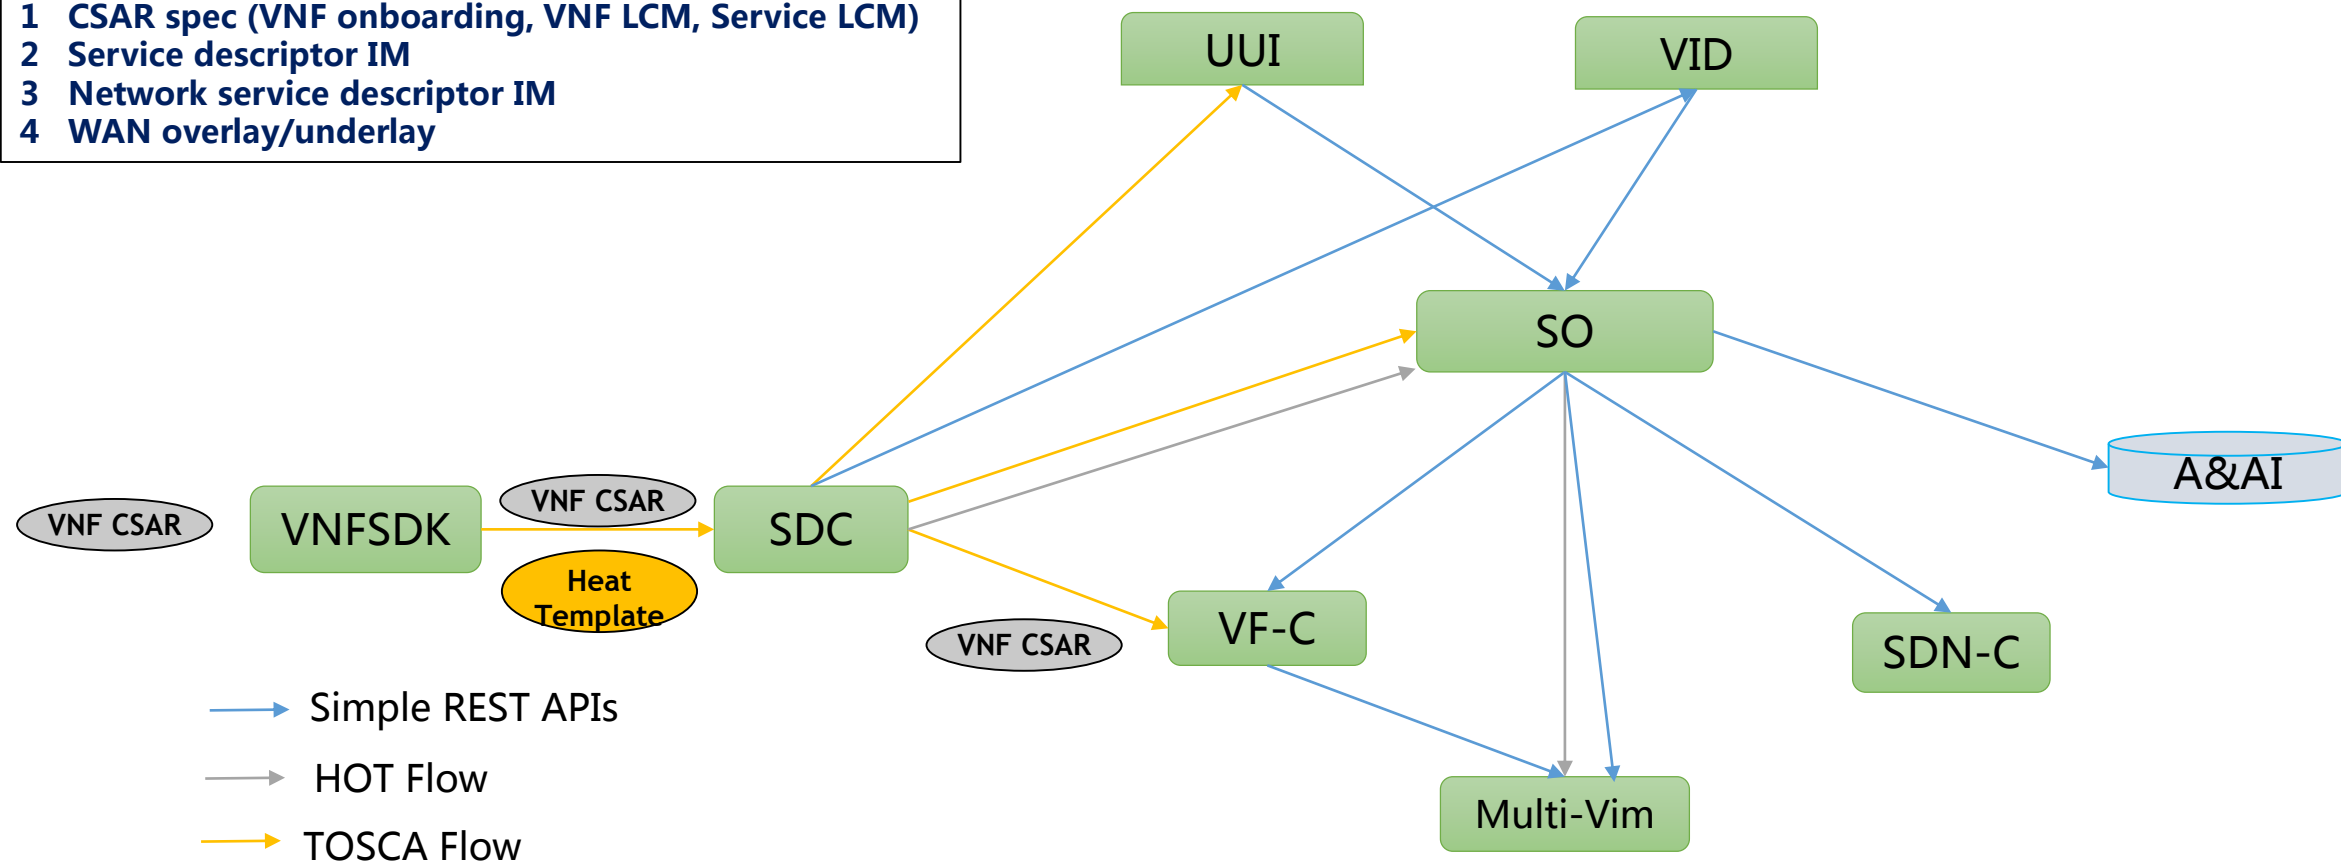 1 CSAR spec (VNF onboarding, VNF LCM, Service LCM)
2 Service descriptor IM
3 Network service descriptor IM
4 WAN overlay/underlay
UUI
VID
SO
A&AI
VNF CSAR
VNFSDK
VNF CSAR
Heat
Template
SDC
VNF CSAR
VF-C
SDN-C
Multi-Vim
Simple REST APIs
HOT Flow
TOSCA Flow